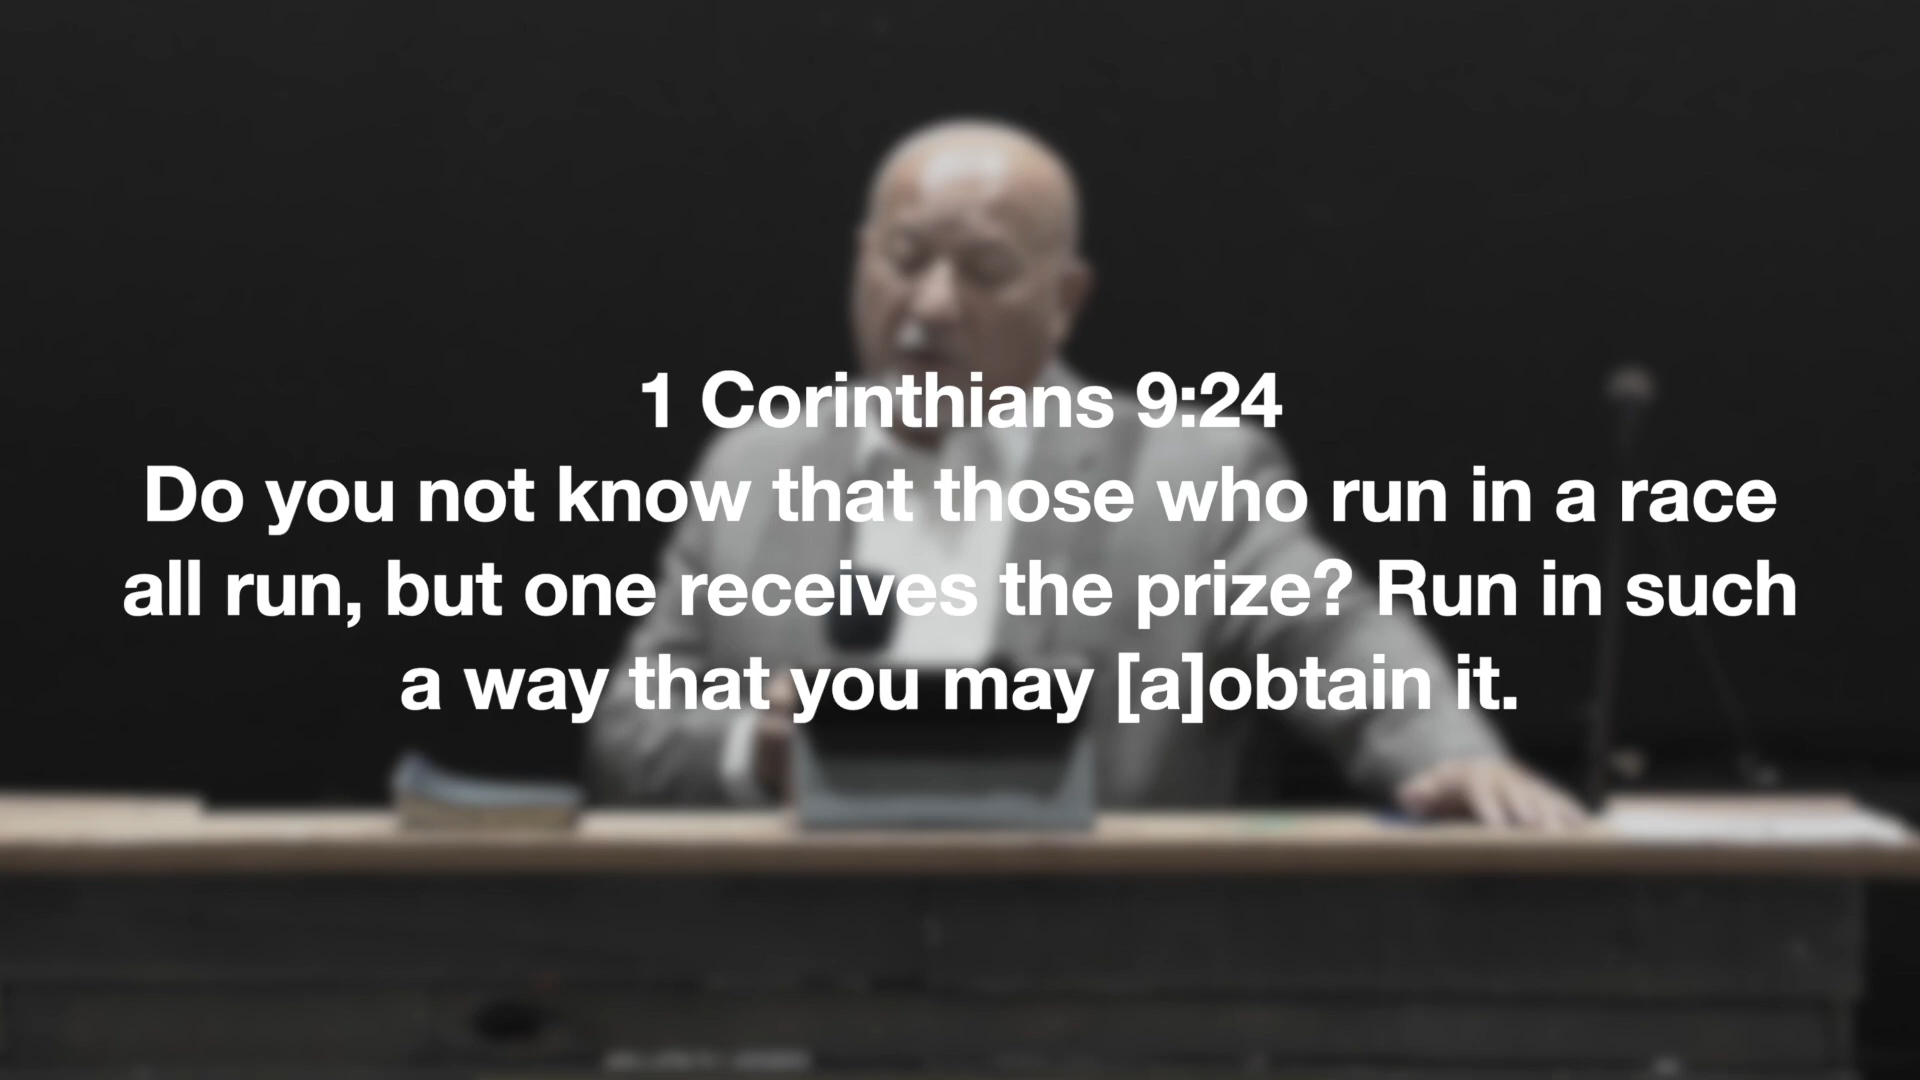 1 Corinthians 9:24
Do you not know that those who run in a race
all run, but one receives the prize? Run in such
a way that you may [a]obtain it.